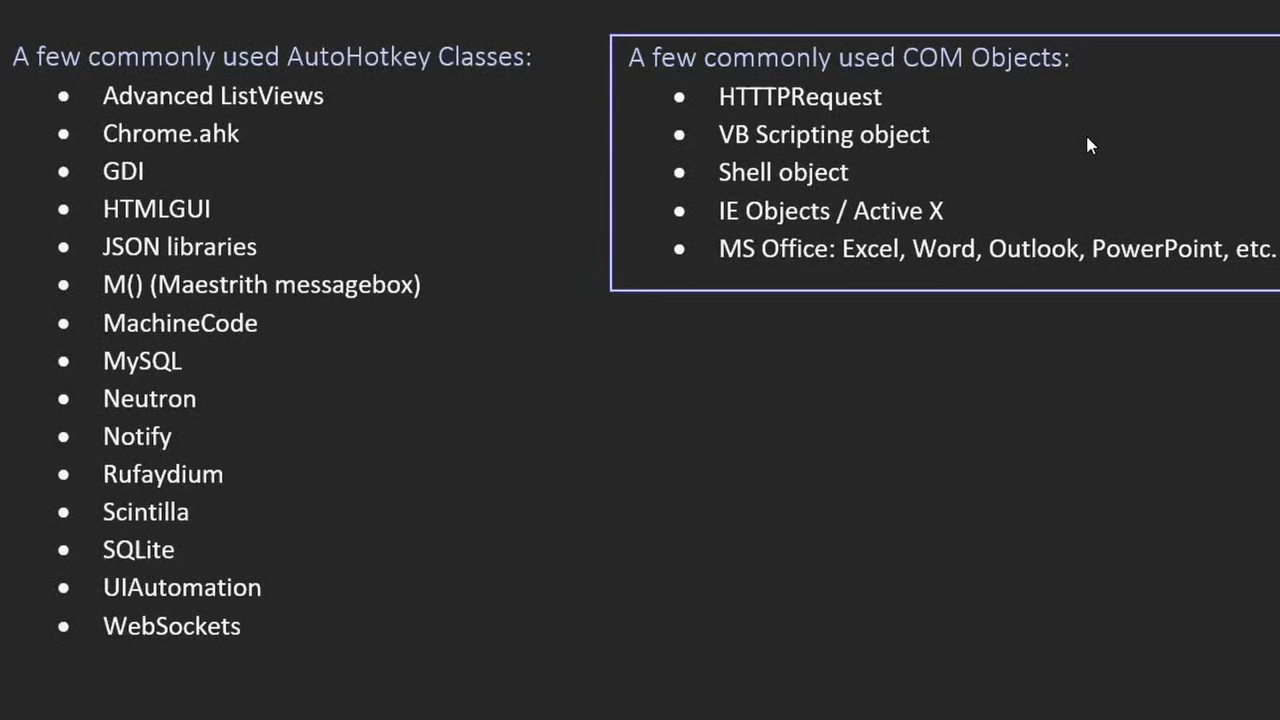 A few commonly used AutoHotkey Classes:
• Advanced ListViews
• Chrome.ahk
• GDI
• HTMLGUI
• JSON libraries
• M() (Maestrith messagebox)
• MachineCode
• MySQL
• Neutron
• Notify
• Rufaydium
• Scintilla
• SQLite
• UIAutomation
• WebSockets
A few commonly used COM Objects:
• HTTTPRequest
• VB Scripting object
• Shell object
• IE Objects / Active X
• MS Office: Excel, Word, Outlook, PowerPoint, etc.